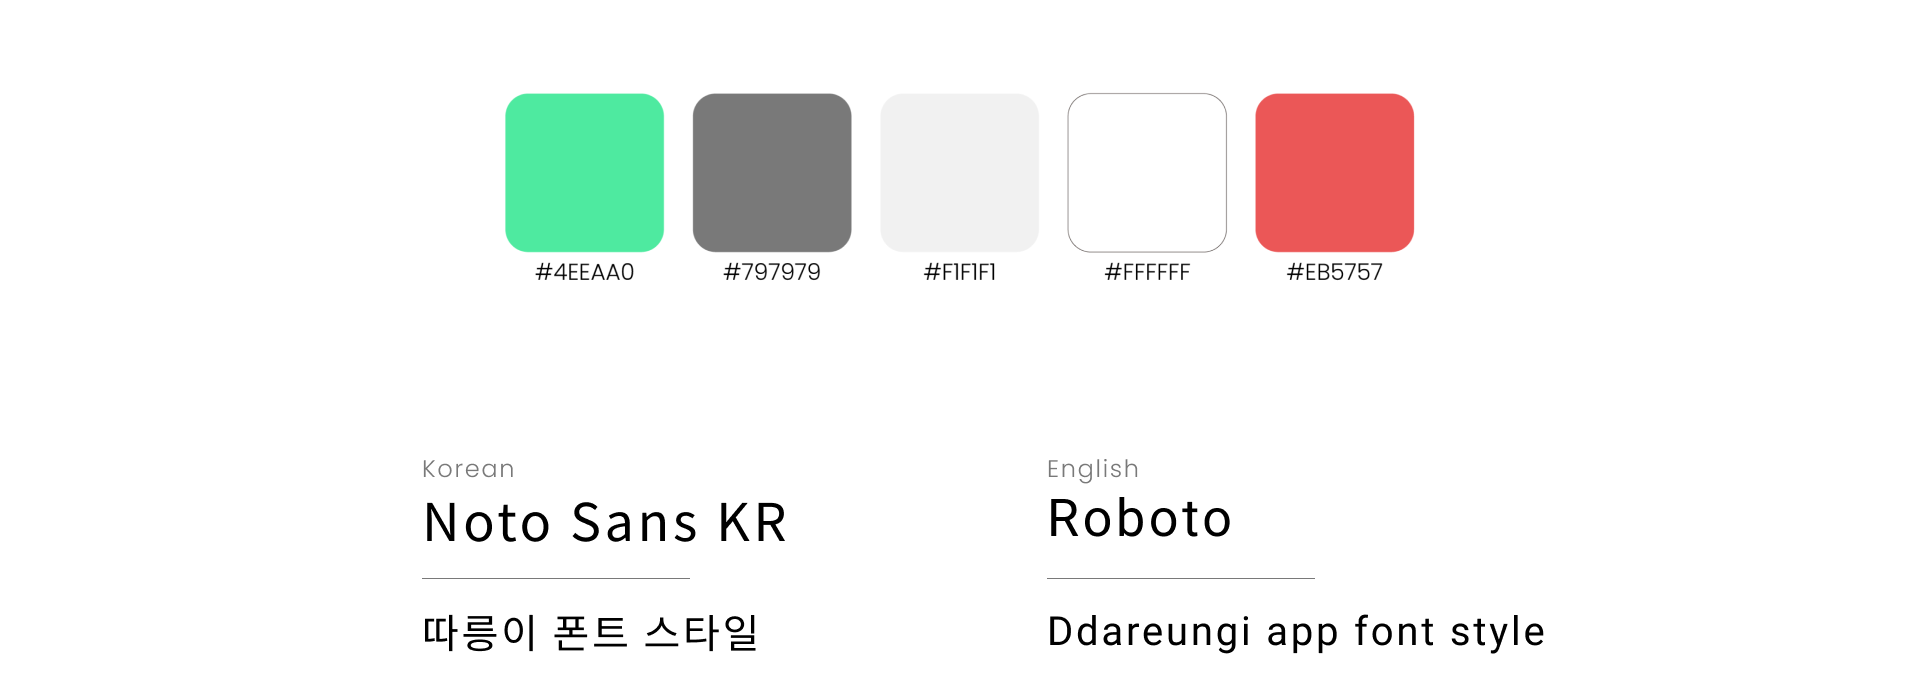 #4EEAA0
#797979
#F1F1F1
#FFFFFF
#EB5757
Korean
Noto Sans KR
따릉이 폰트 스타일
English
Roboto
Ddareungi app font style